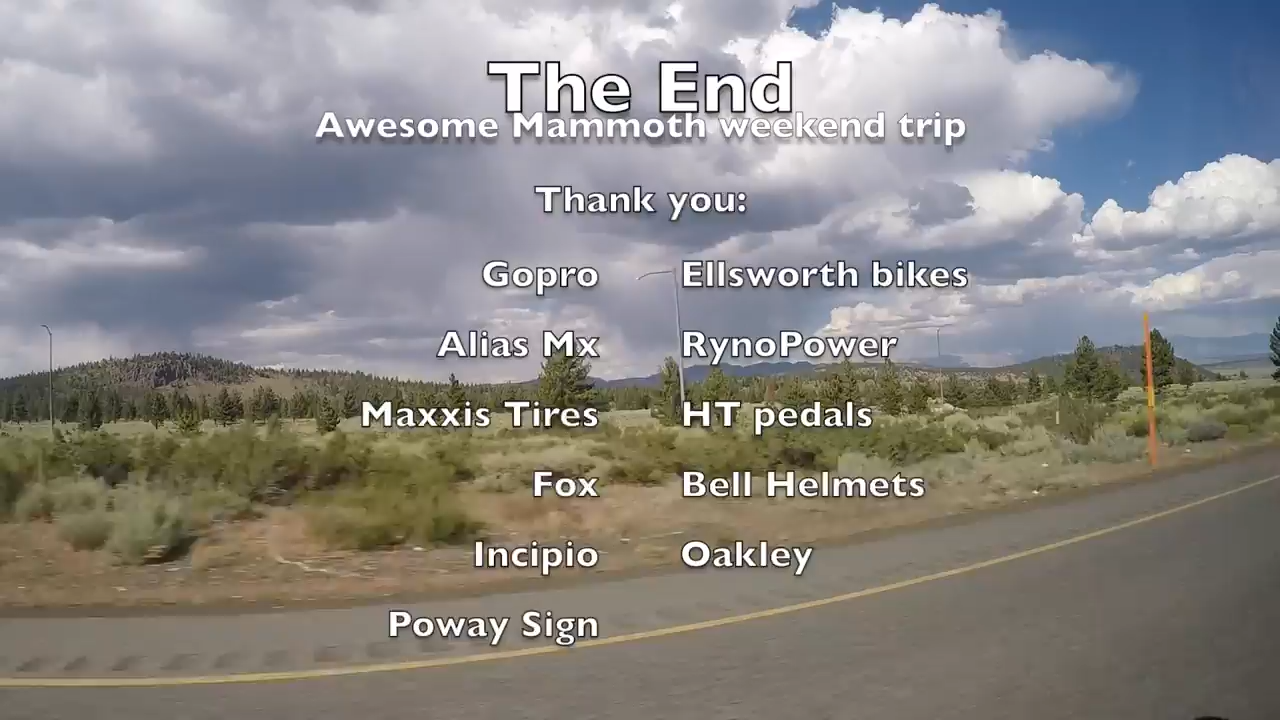 The End
Awesome Mammoth weekend trip
Thank you:
Gopro Ellsworth bikes
Alias Mx RynoPower
Maxxis Tires HT pedals
Fox Bell Helmets
Incipio Oakley
Poway Sign